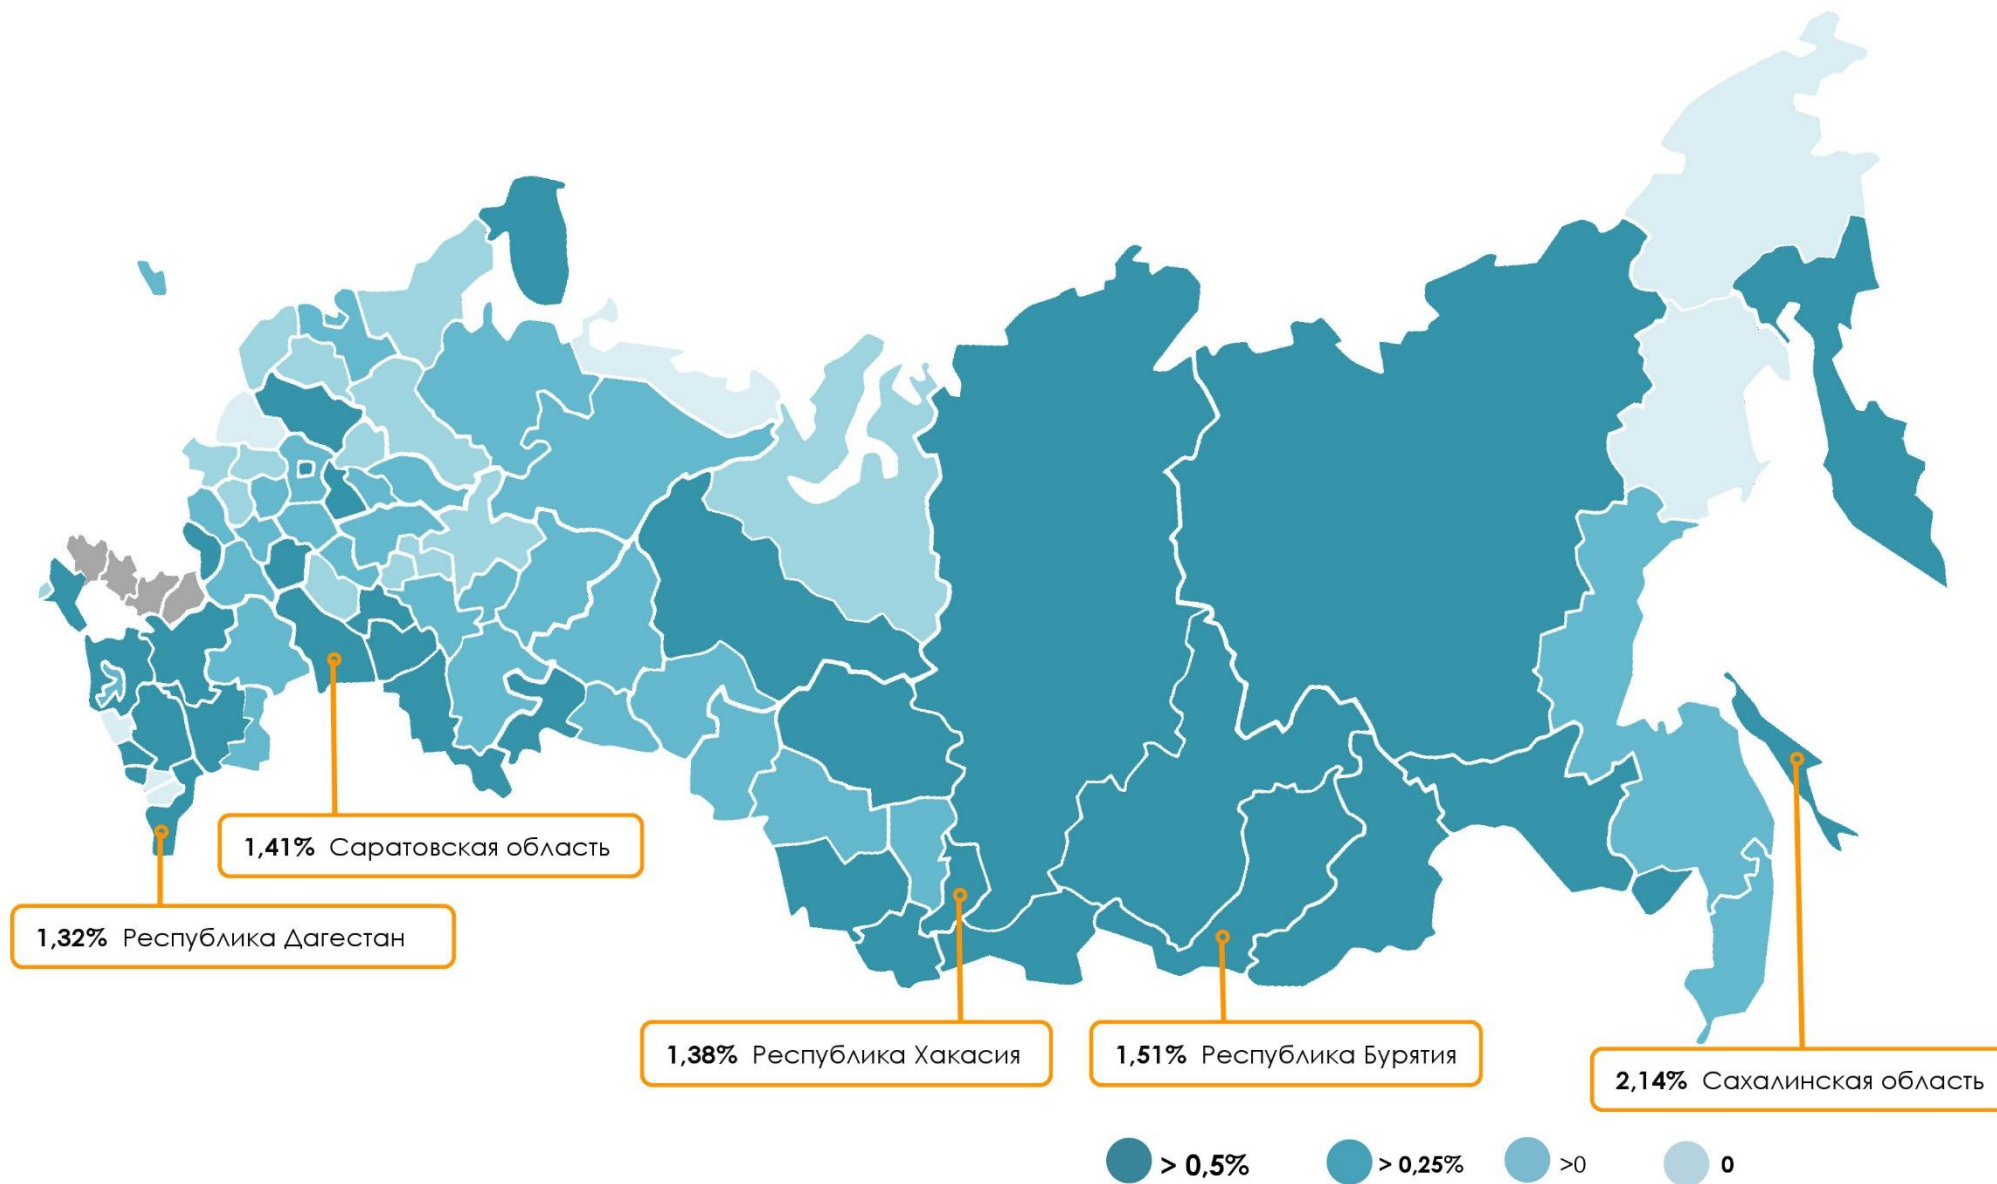 1,41% Саратовская область
1,32% Республика Дагестан
1,38% Республика Хакасия
1,51% Республика Бурятия
2,14% Сахалинская область
> 0,5%
> 0,25%
>0
0